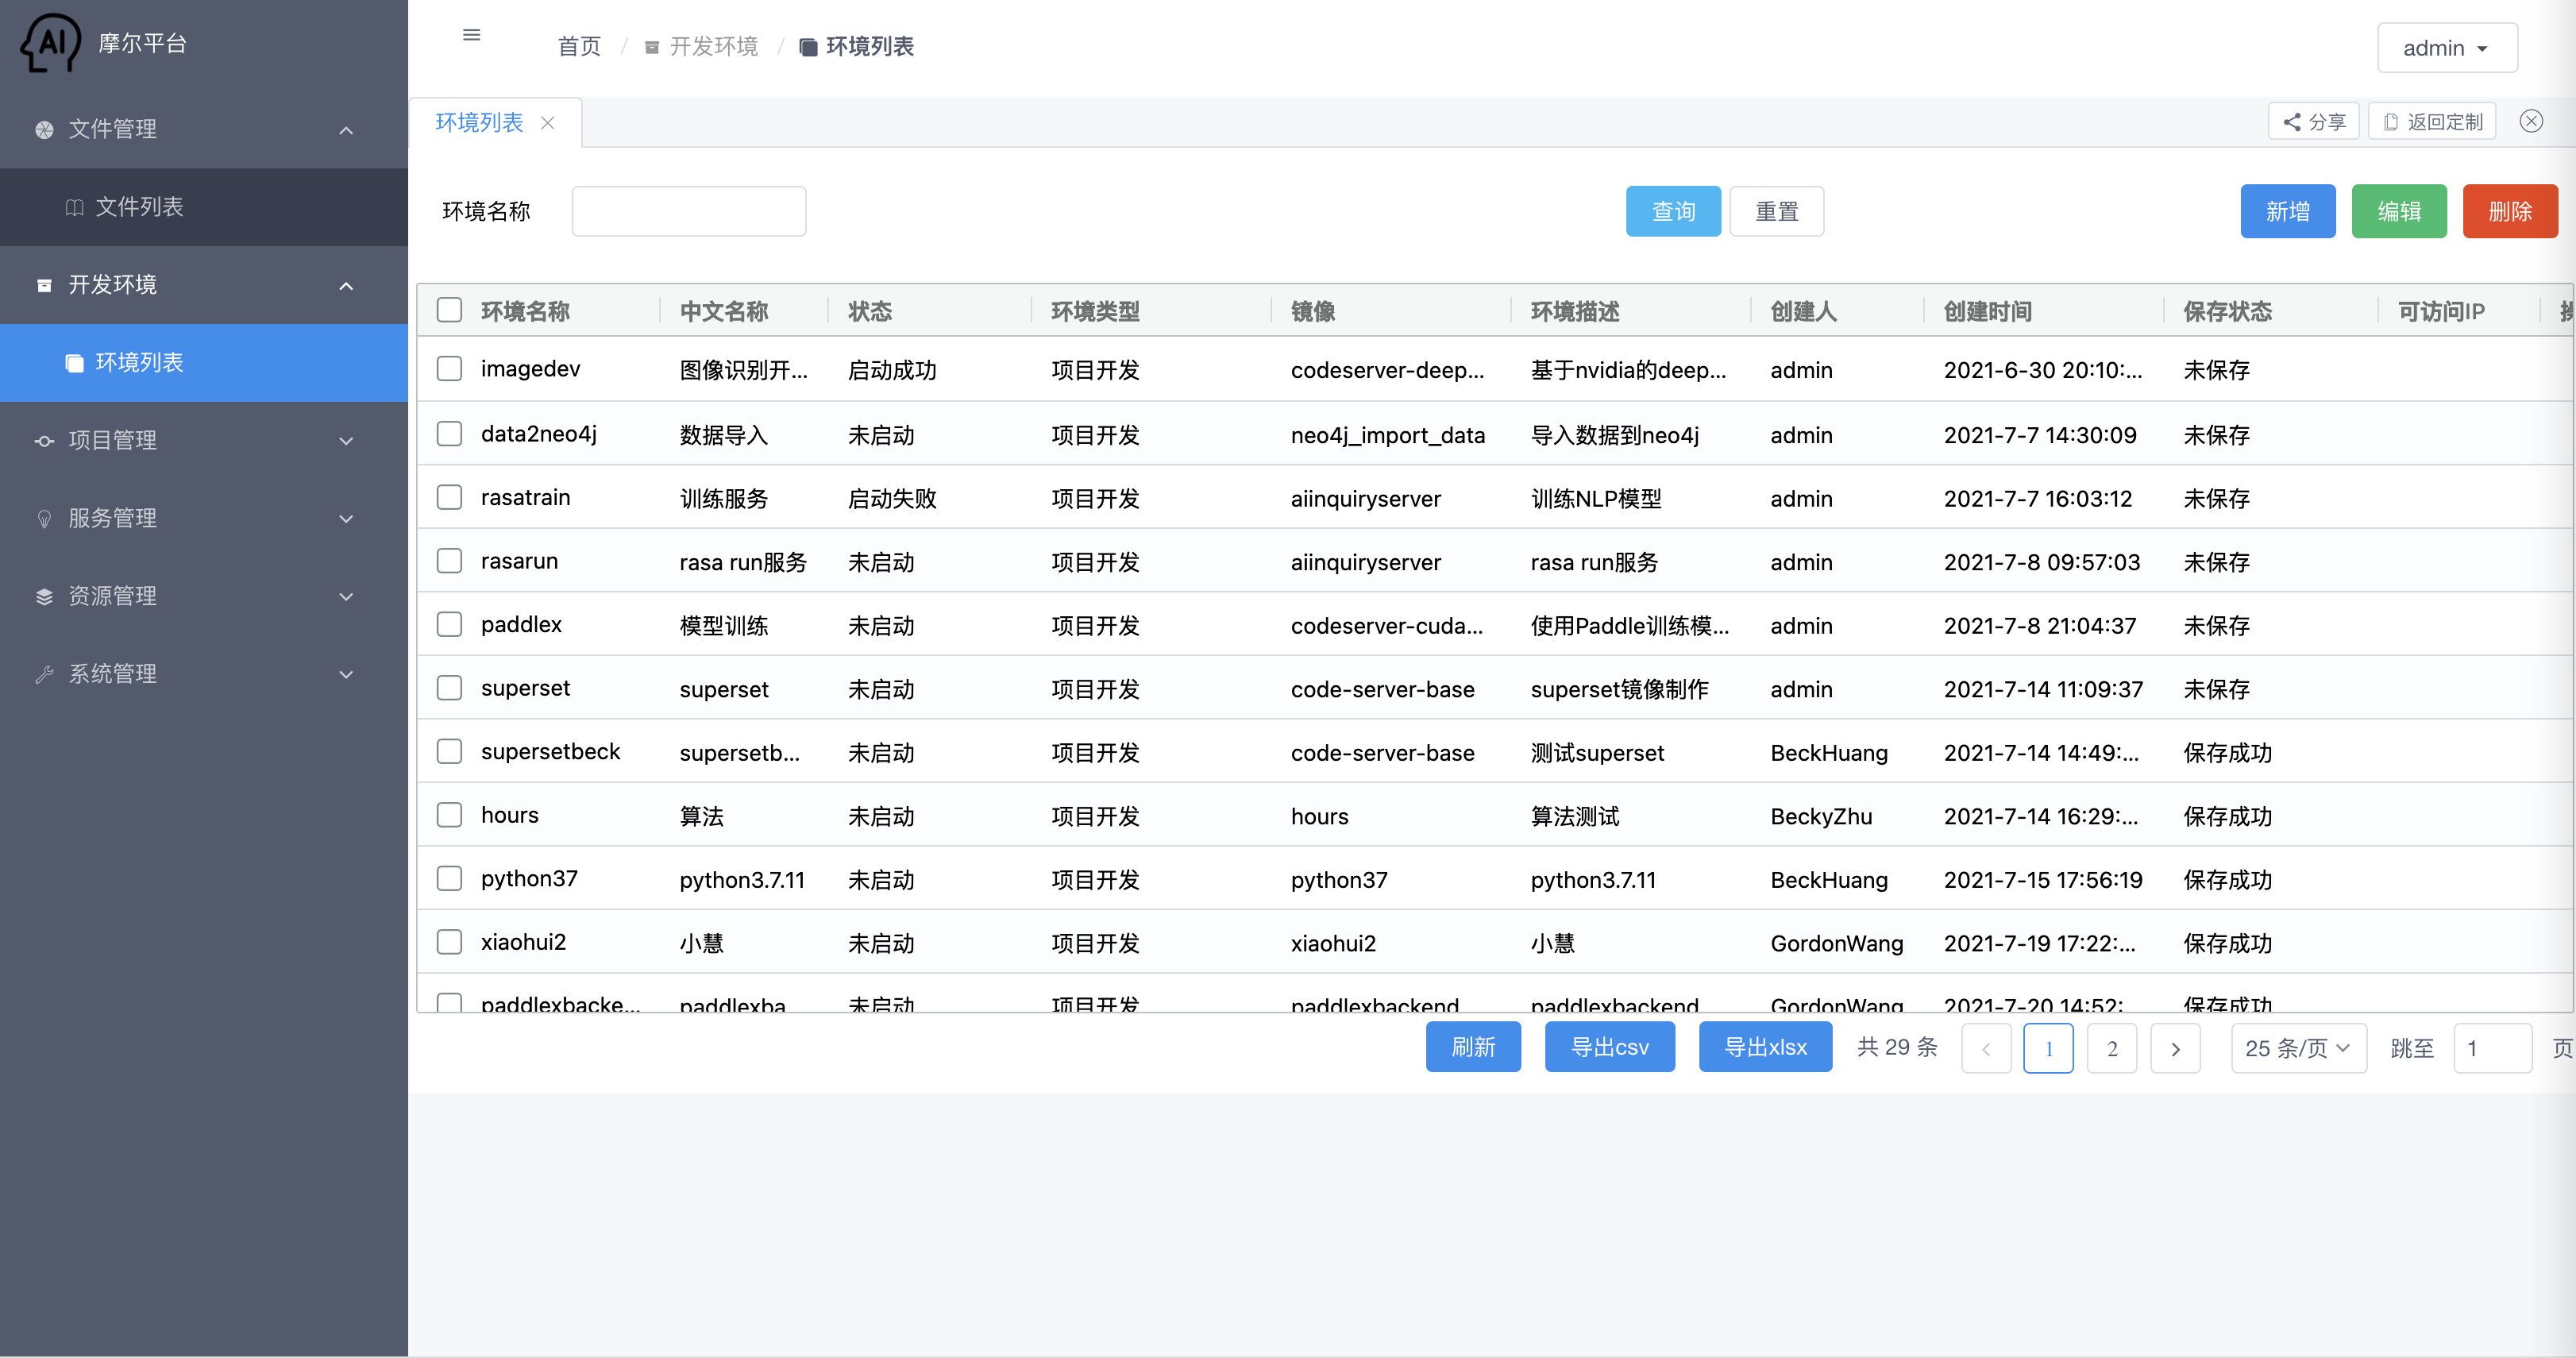 AI 摩尔平台
首页 / 开发环境 / 环境列表
admin
文件管理
文件列表
开发环境
环境列表
项目管理
服务管理
资源管理
系统管理
环境列表
分享 返回定制
环境名称 查询 重置 新增 编辑 删除
环境名称 中文名称 状态 环境类型 镜像 环境描述 创建人 创建时间 保存状态 可访问IP
imagedev 图像识别开... 启动成功 项目开发 codeserver-deep... 基于nvidia的deep... admin 2021-6-30 20:10:... 未保存
data2neo4j 数据导入 未启动 项目开发 neo4j_import_data 导入数据到neo4j admin 2021-7-7 14:30:09 未保存
rasatrain 训练服务 启动失败 项目开发 aiinquiryserver 训练NLP模型 admin 2021-7-7 16:03:12 未保存
rasarun rasa run服务 未启动 项目开发 aiinquiryserver rasa run服务 admin 2021-7-8 09:57:03 未保存
paddlex 模型训练 未启动 项目开发 codeserver-cuda... 使用Paddle训练模... admin 2021-7-8 21:04:37 未保存
superset superset 未启动 项目开发 code-server-base superset镜像制作 admin 2021-7-14 11:09:37 未保存
supersetbeck supersetb... 未启动 项目开发 code-server-base 测试superset BeckHuang 2021-7-14 14:49:... 保存成功
hours 算法 未启动 项目开发 hours 算法测试 BeckyZhu 2021-7-14 16:29:... 保存成功
python37 python3.7.11 未启动 项目开发 python37 python3.7.11 BeckHuang 2021-7-15 17:56:19 保存成功
xiaohui2 小慧 未启动 项目开发 xiaohui2 小慧 GordonWang 2021-7-19 17:22:... 保存成功
paddlexbacke... paddlexba 未启动 项目开发 paddlexbackend paddlexbackend GordonWang 2021-7-20 14:52: 保存成功
刷新 导出csv 导出xlsx 共 29 条 1 2 25 条/页 跳至 1 页